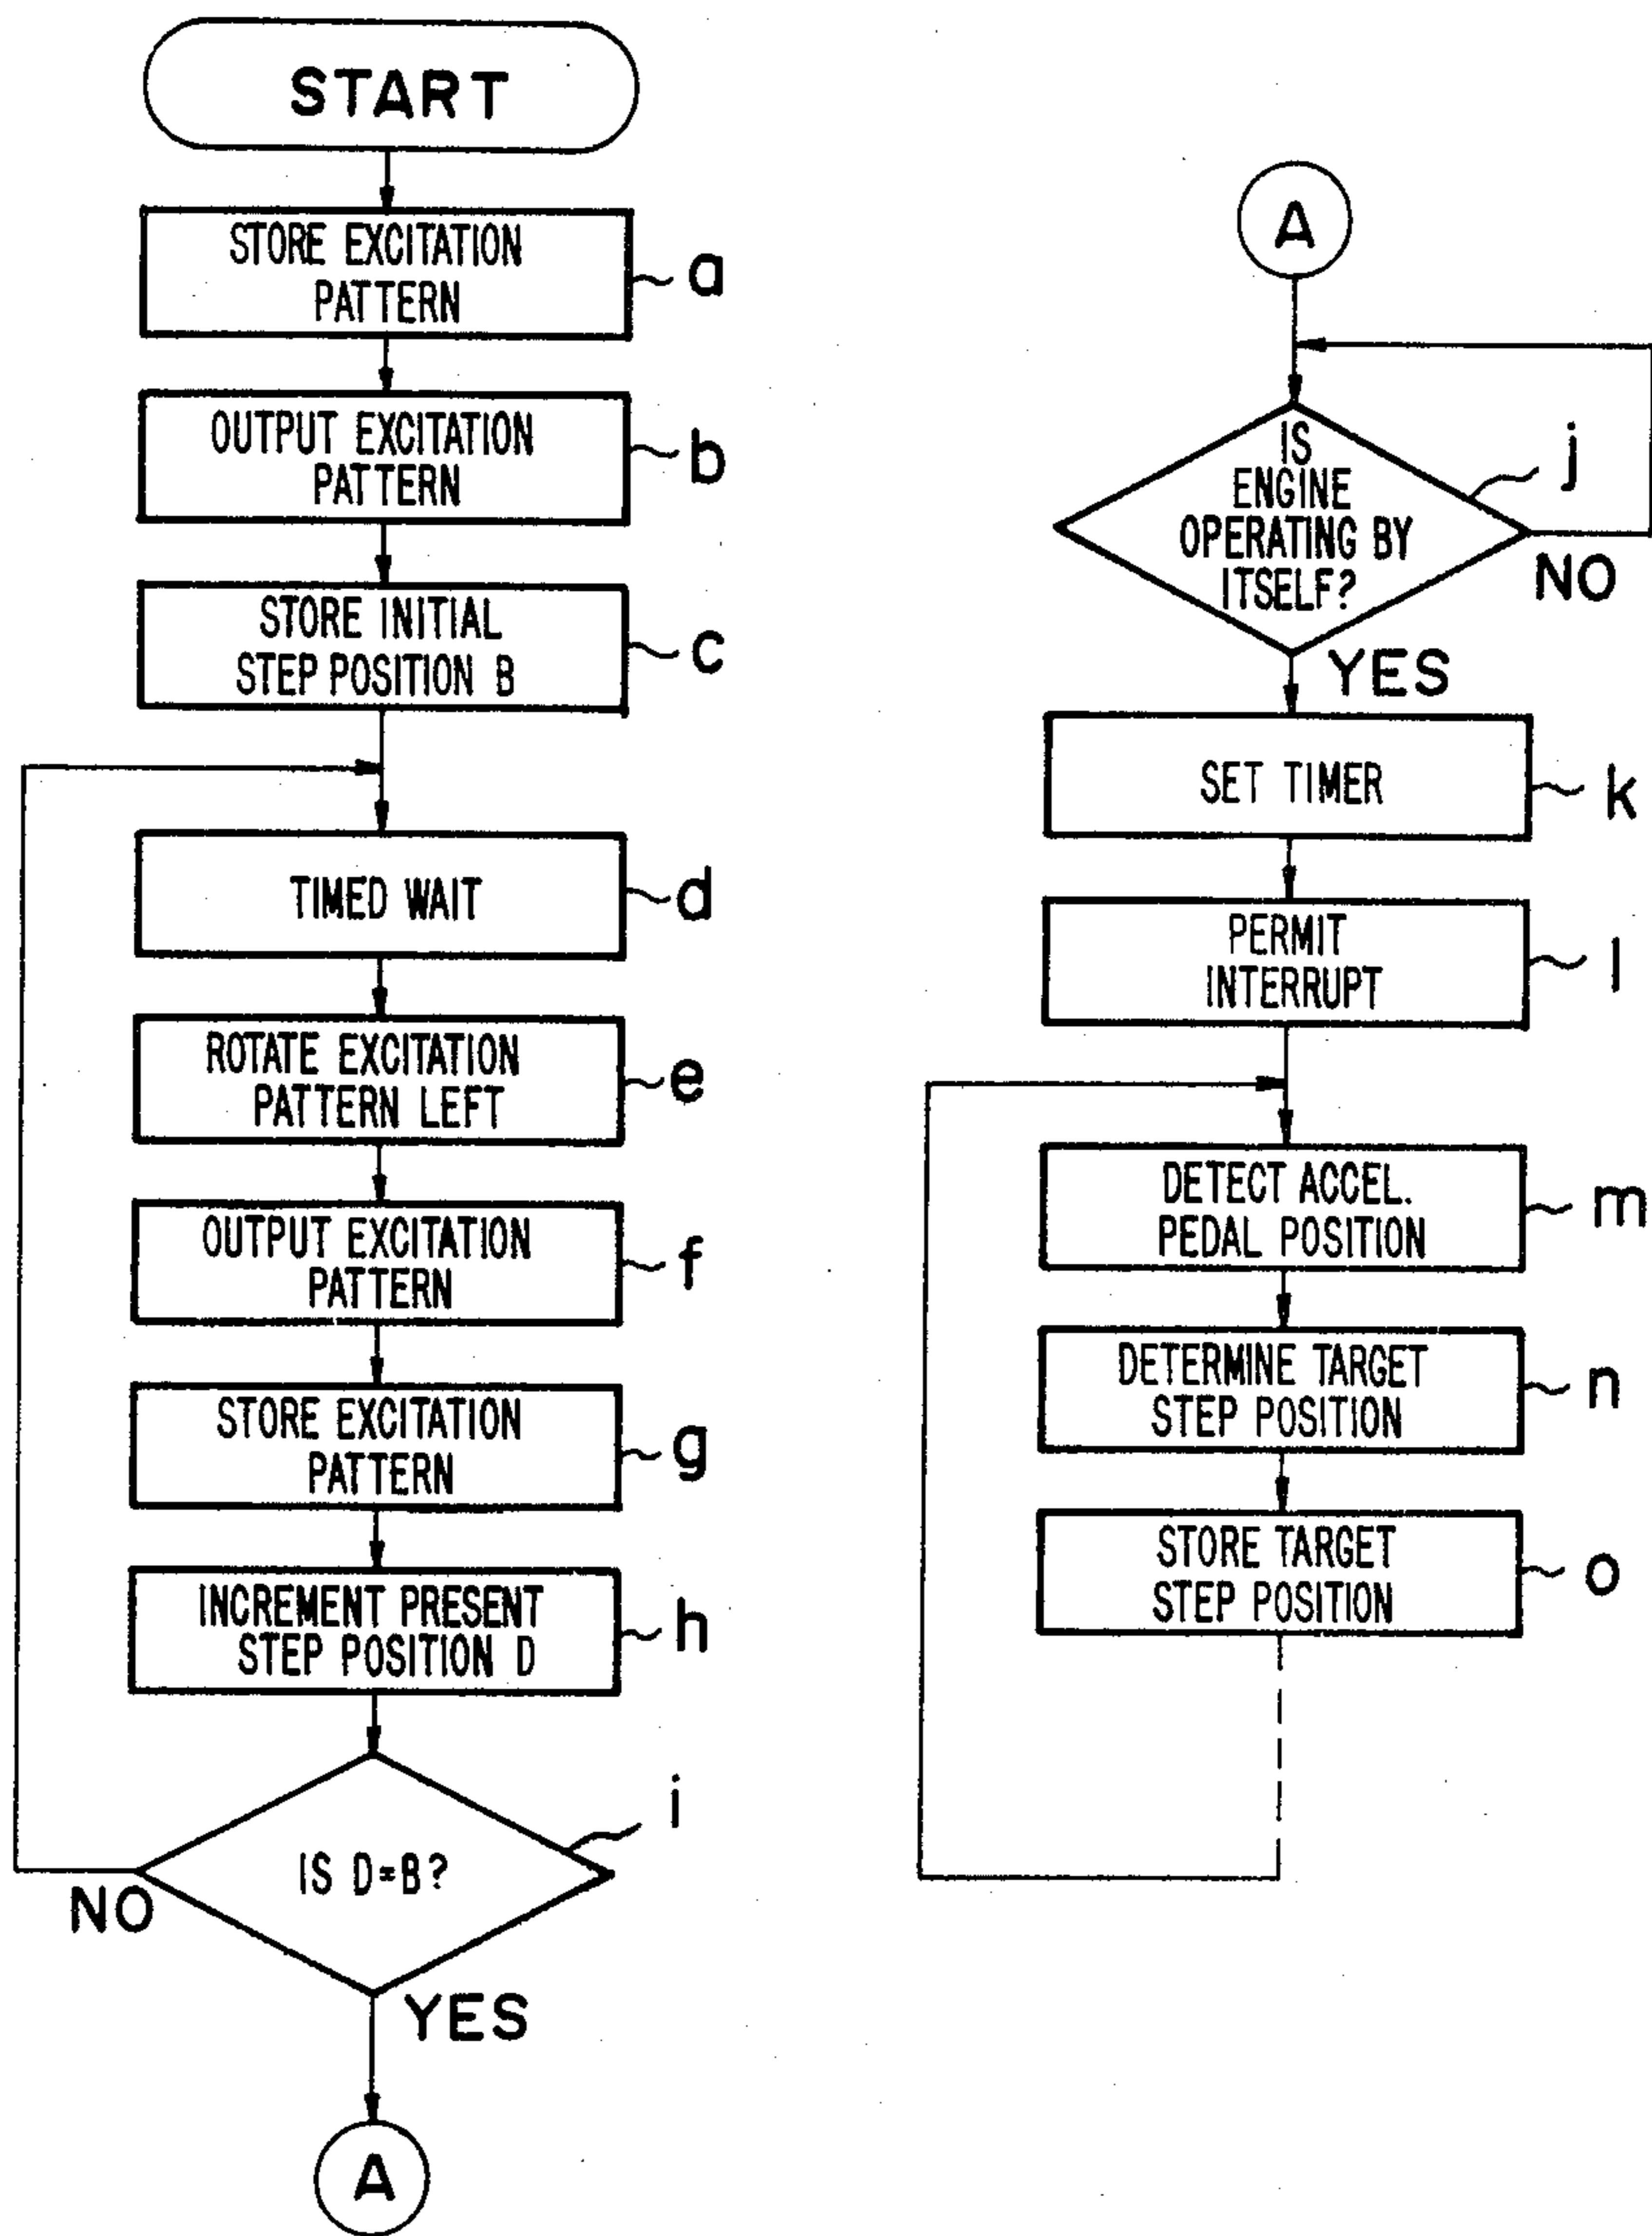 START
STORE EXCITATION
PATTERN
a
OUTPUT EXCITATION
PATTERN
b
STORE INITIAL
STEP POSITION B
c
TIMED WAIT
d
ROTATE EXCITATION
PATTERN LEFT
e
OUTPUT EXCITATION
PATTERN
f
STORE EXCITATION
PATTERN
g
INCREMENT PRESENT
STEP POSITION D
h
IS D=B?
i
NO
YES
A
A
IS
ENGINE
OPERATING BY
ITSELF?
j
NO
YES
SET TIMER
k
PERMIT
INTERRUPT
l
DETECT ACCEL.
PEDAL POSITION
m
DETERMINE TARGET
STEP POSITION
n
STORE TARGET
STEP POSITION
o